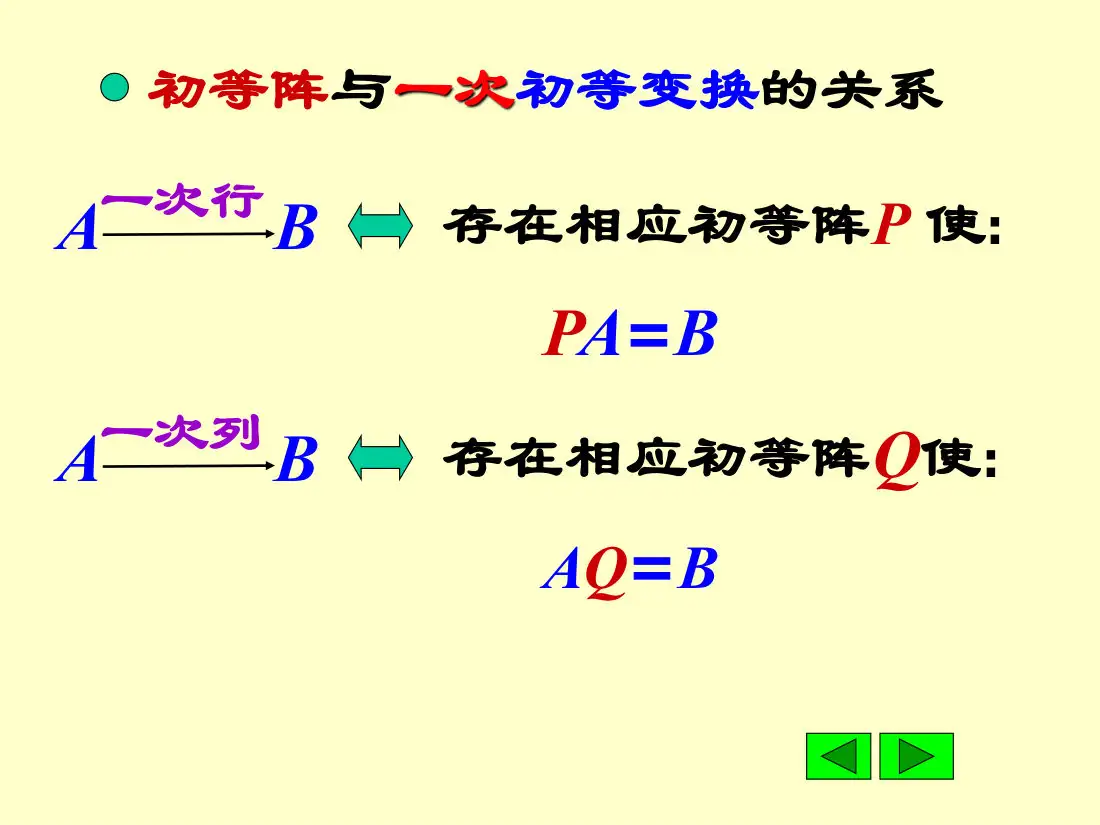 初等阵与一次初等变换的关系
A 一次行 B 存在相应初等阵P 使:
PA=B
A 一次列 B 存在相应初等阵Q使:
AQ=B